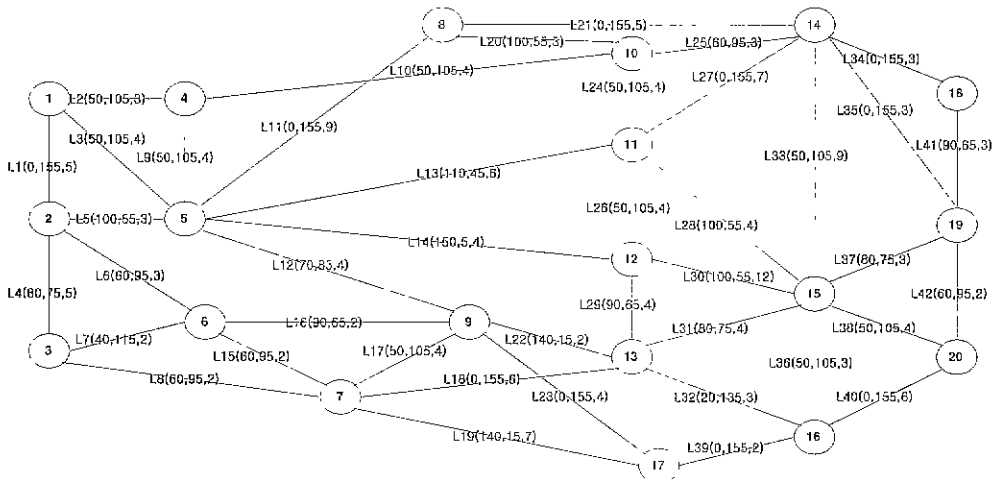 8
L21(0,155,5)
14
L20(100,55,3)
10
L25(60,95,3)
L34(0,155,3)
L10(50,105,4)
L27(0,155,7)
L24(50,105,4)
18
1
L2(50,105,3)
4
L35(0,155,3)
L11(0,155,9)
L3(50,105,4)
L9(50,105,4)
11
L33(50,105,9)
L41(90,65,3)
L1(0,155,5)
L13(110,45,6)
L26(50,105,4)
L28(100,55,4)
2
L5(100,55,3)
5
19
L14(150,5,4)
12
L37(80,75,3)
L6(60,95,3)
L12(70,85,4)
L30(100,55,12)
L4(80,75,5)
15
L42(60,95,2)
L29(90,65,4)
6
L16(90,65,2)
9
L31(80,75,4)
L38(50,105,4)
L7(40,115,2)
L22(140,15,2)
3
L15(60,95,2)
L17(50,105,4)
13
20
L36(50,105,3)
L8(60,95,2)
L18(0,155,6)
7
L23(0,155,4)
L32(20,135,3)
L40(0,155,6)
L19(140,15,7)
16
L39(0,155,2)
17